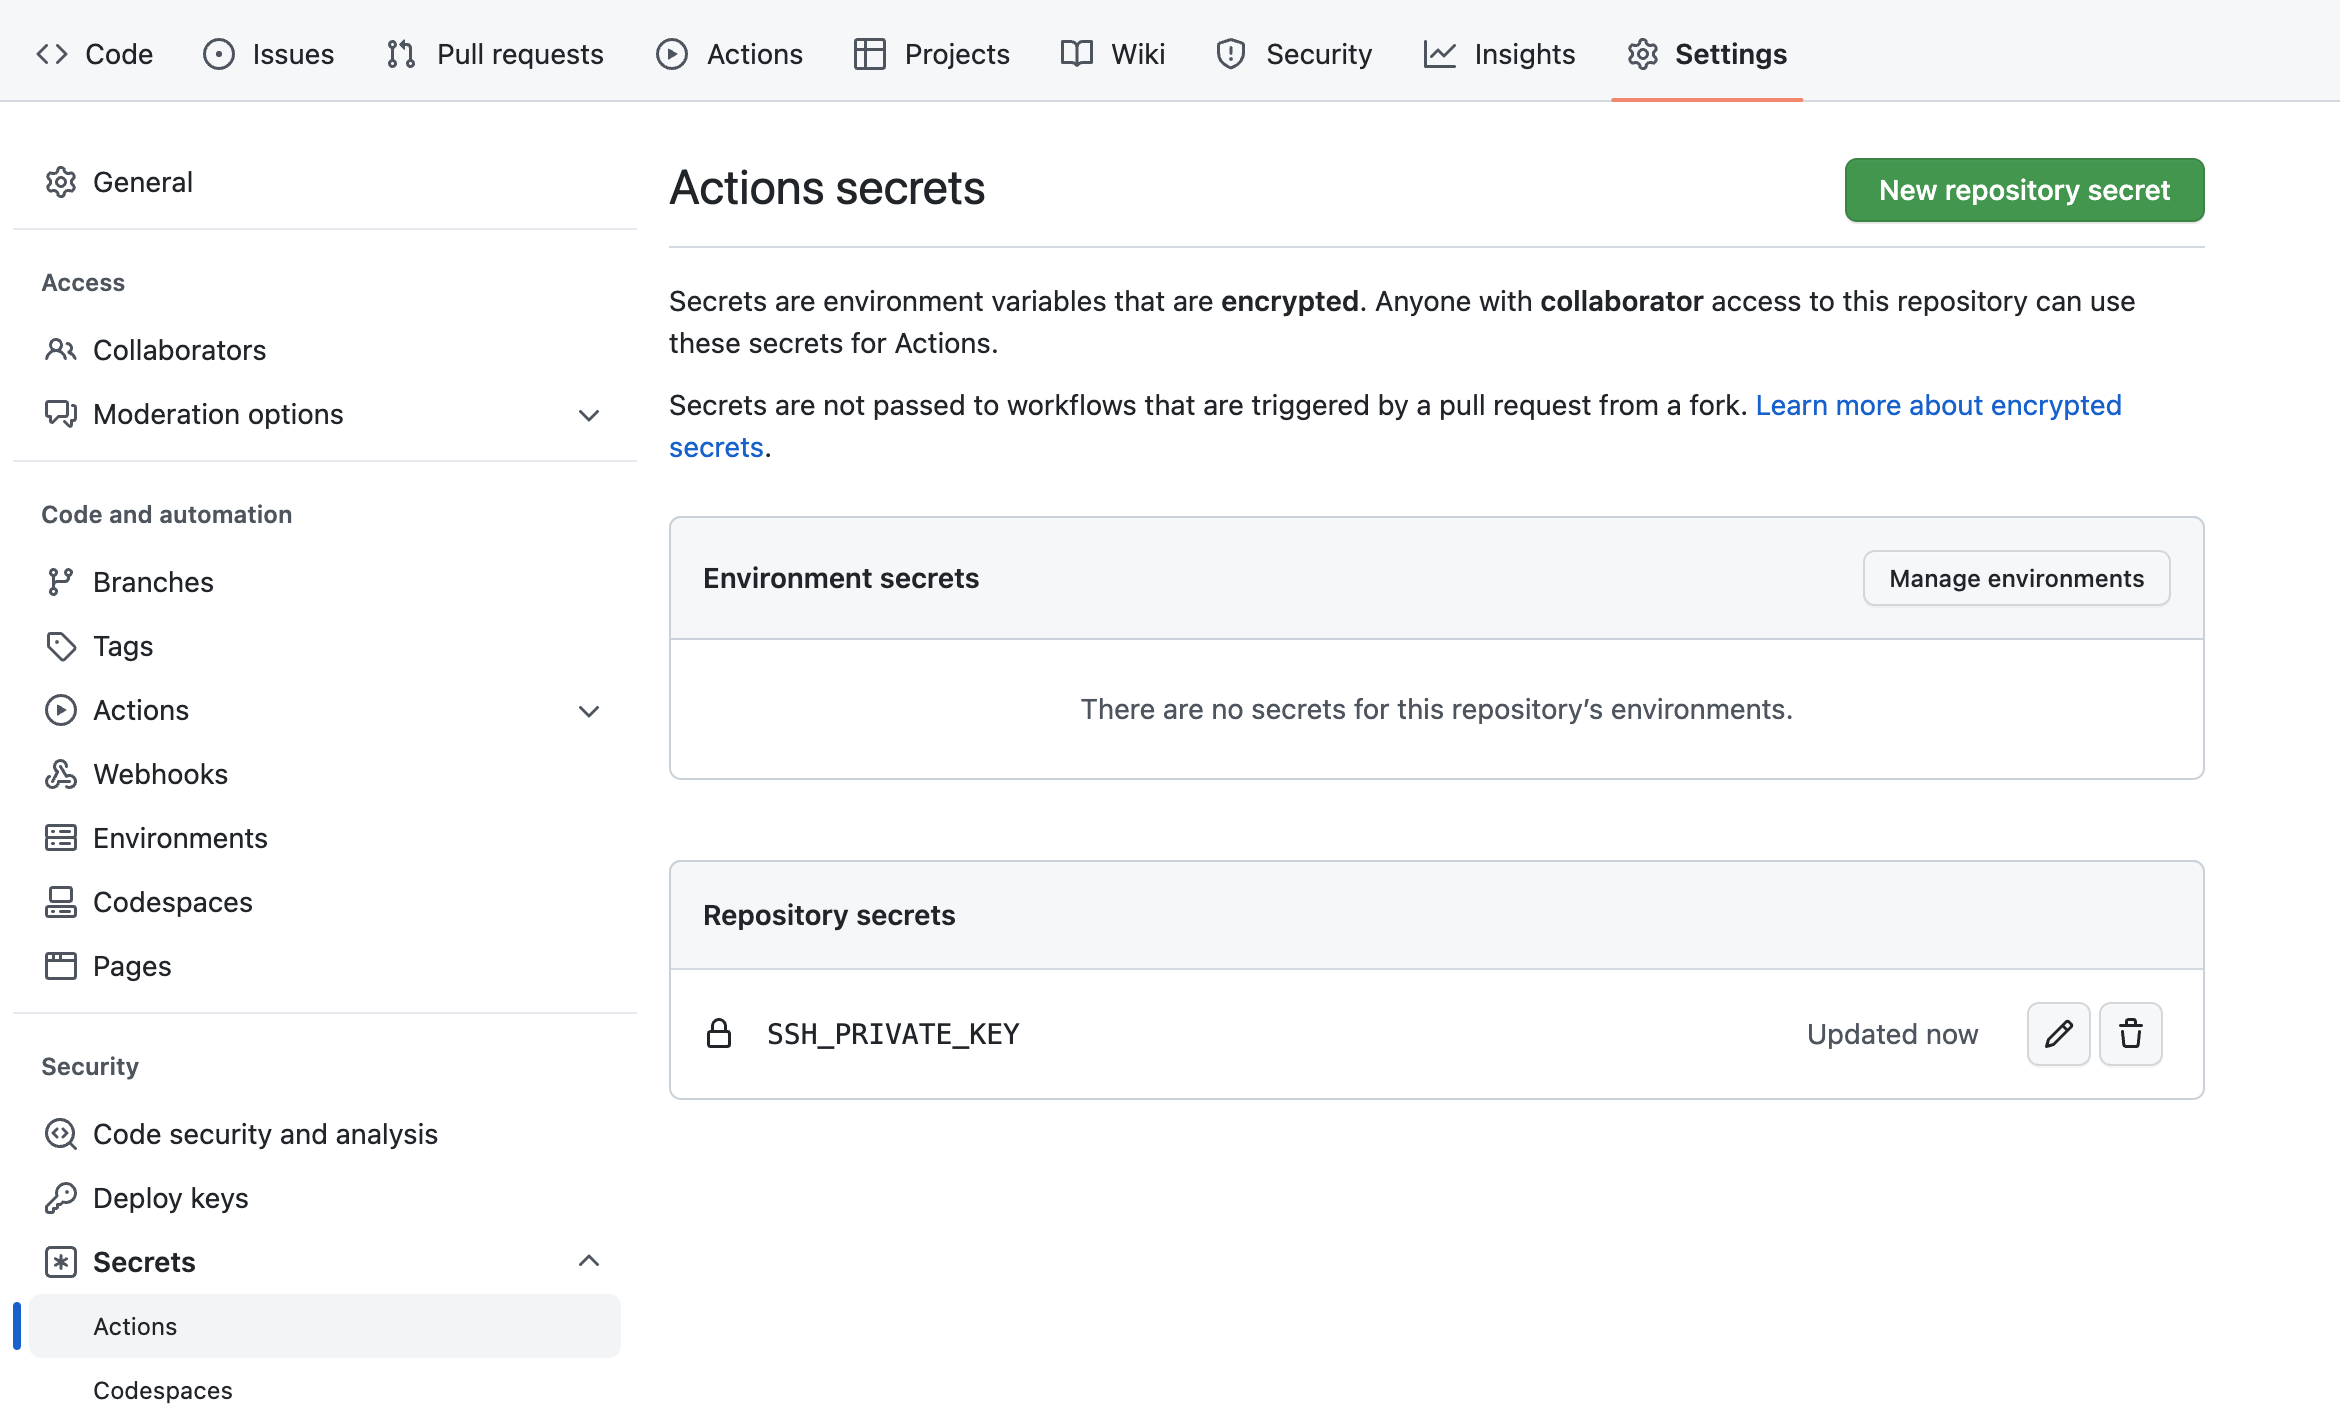 Code Issues Pull requests Actions Projects Wiki Security Insights Settings
General
Access
Collaborators
Moderation options
Code and automation
Branches
Tags
Actions
Webhooks
Environments
Codespaces
Pages
Security
Code security and analysis
Deploy keys
Secrets
Actions
Codespaces
Actions secrets
New repository secret
Secrets are environment variables that are encrypted. Anyone with collaborator access to this repository can use
these secrets for Actions.
Secrets are not passed to workflows that are triggered by a pull request from a fork. Learn more about encrypted
secrets.
Environment secrets
Manage environments
There are no secrets for this repository’s environments.
Repository secrets
SSH_PRIVATE_KEY
Updated now